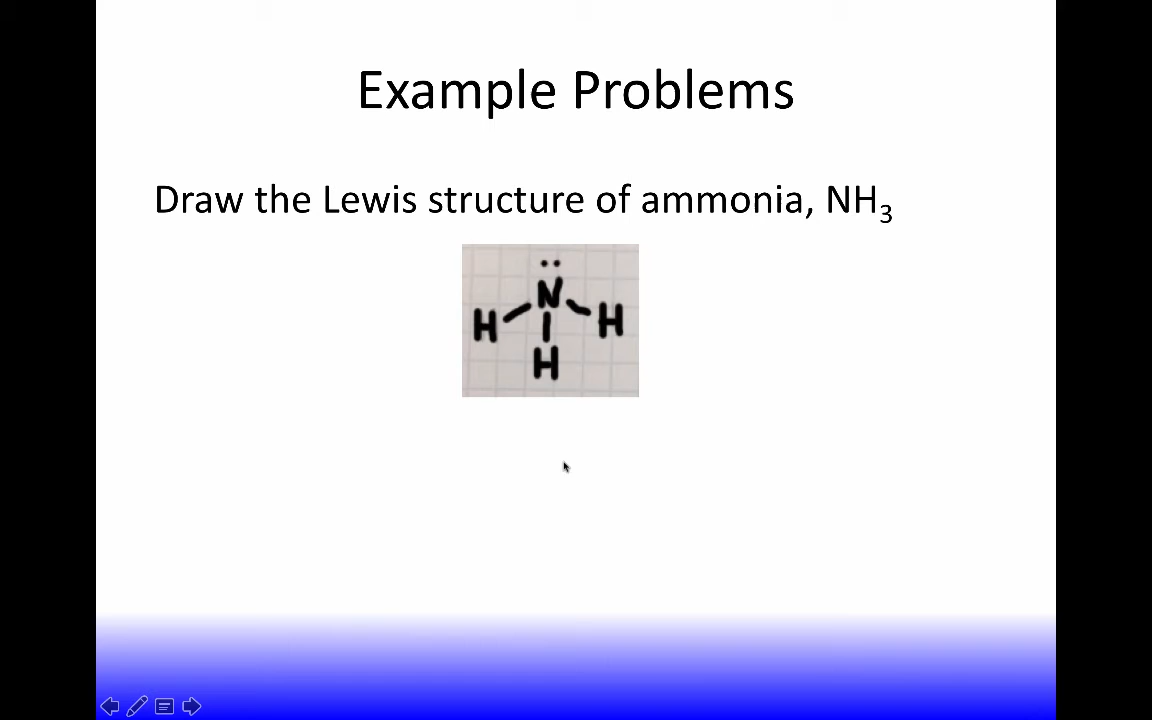 Example Problems
Draw the Lewis structure of ammonia, NH₃
N
H H
H